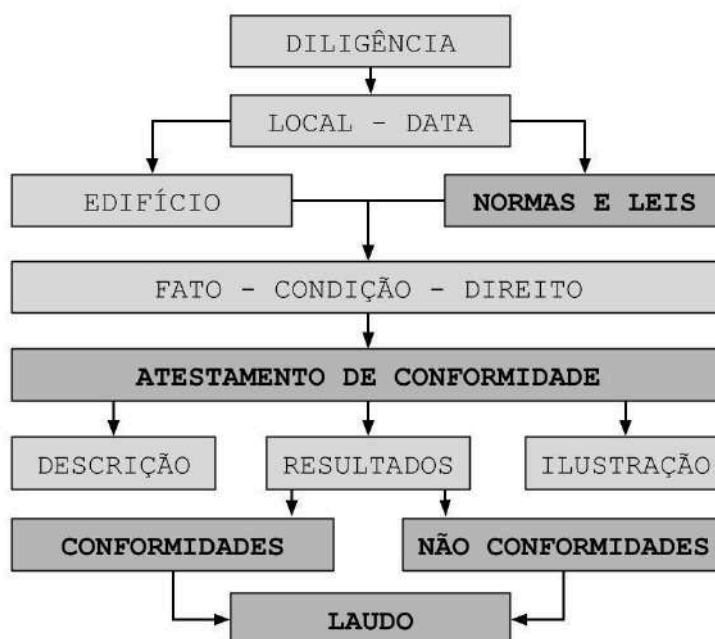 DILIGÊNCIA
LOCAL - DATA
EDIFÍCIO
NORMAS E LEIS
FATO - CONDIÇÃO - DIREITO
ATESTAMENTO DE CONFORMIDADE
DESCRIÇÃO
RESULTADOS
ILUSTRAÇÃO
CONFORMIDADES
NÃO CONFORMIDADES
LAUDO